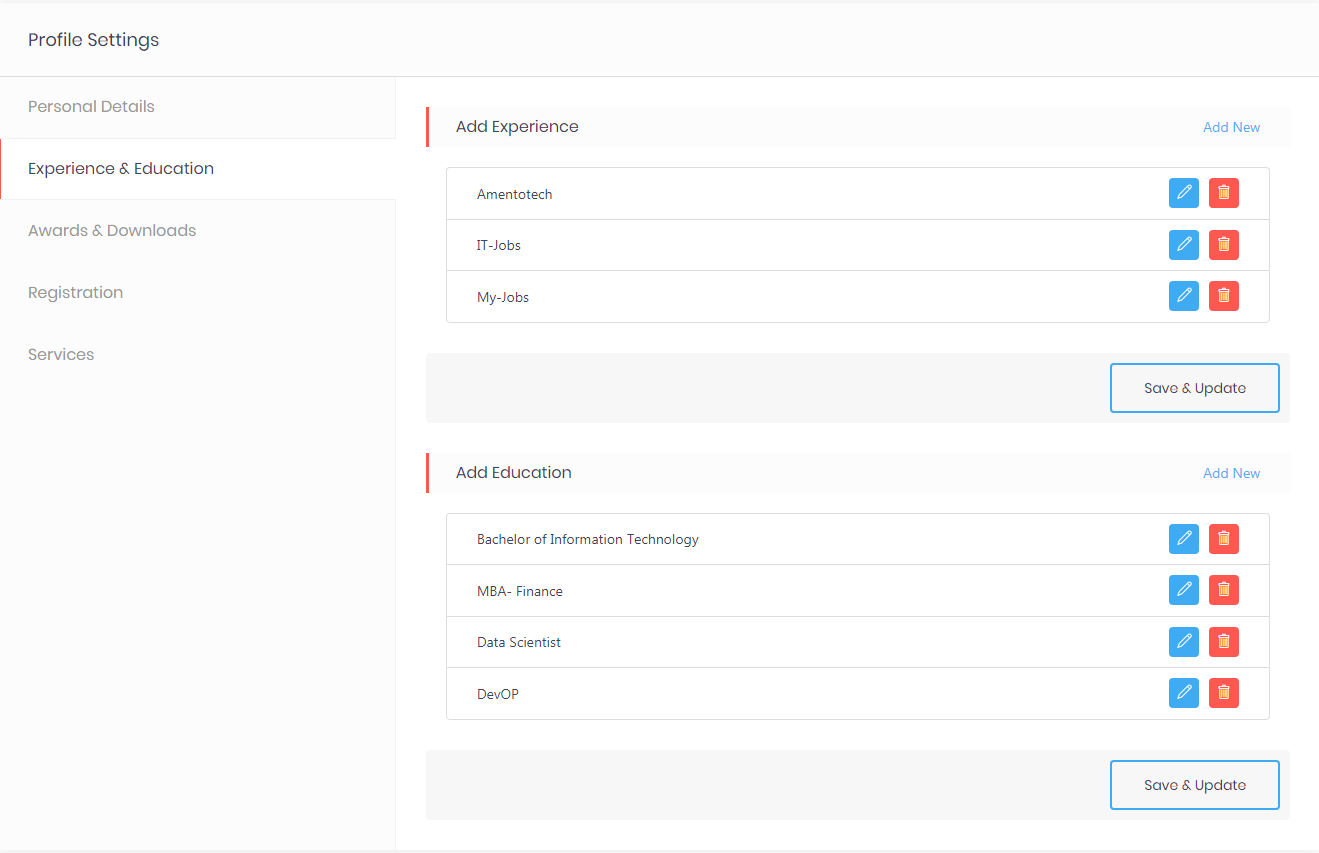 Profile Settings
Personal Details
Experience & Education
Awards & Downloads
Registration
Services
Add Experience Add New
Amentotech
IT-Jobs
My-Jobs
Save & Update
Add Education Add New
Bachelor of Information Technology
MBA- Finance
Data Scientist
DevOP
Save & Update